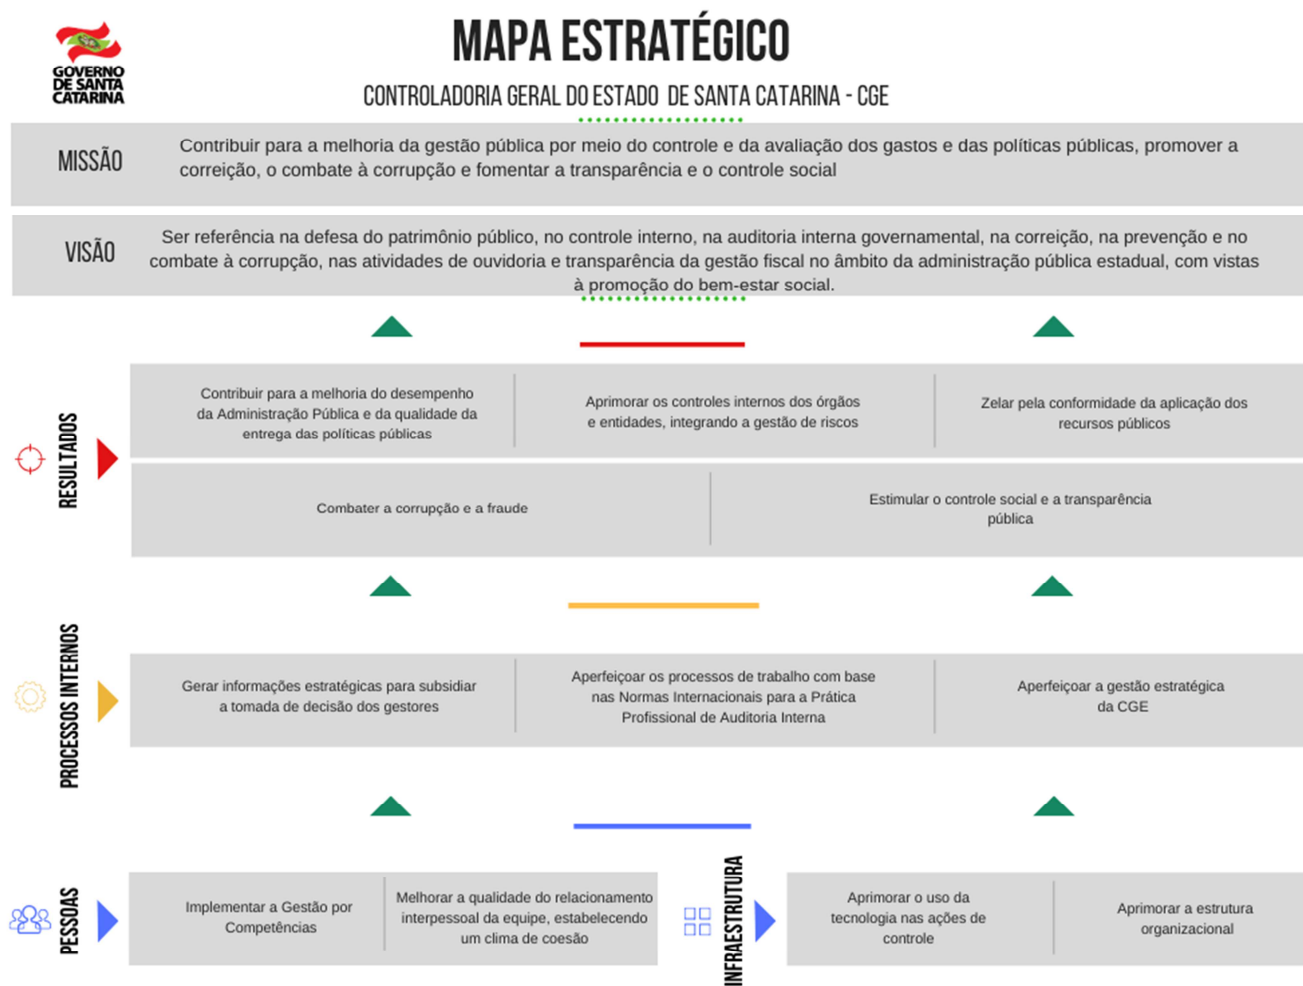 GOVERNO
DE SANTA
CATARINA
MAPA ESTRATÉGICO
CONTROLADORIA GERAL DO ESTADO DE SANTA CATARINA - CGE
MISSÃO
Contribuir para a melhoria da gestão pública por meio do controle e da avaliação dos gastos e das políticas públicas, promover a
correição, o combate à corrupção e fomentar a transparência e o controle social
VISÃO
Ser referência na defesa do patrimônio público, no controle interno, na auditoria interna governamental, na correição, na prevenção e no
combate à corrupção, nas atividades de ouvidoria e transparência da gestão fiscal no âmbito da administração pública estadual, com vistas
à promoção do bem-estar social.
RESULTADOS
Contribuir para a melhoria do desempenho
da Administração Pública e da qualidade da
entrega das políticas públicas
Aprimorar os controles internos dos órgãos
e entidades, integrando a gestão de riscos
Zelar pela conformidade da aplicação dos
recursos públicos
Combater a corrupção e a fraude
Estimular o controle social e a transparência
pública
PROCESSOS INTERNOS
Gerar informações estratégicas para subsidiar
a tomada de decisão dos gestores
Aperfeiçoar os processos de trabalho com base
nas Normas Internacionais para a Prática
Profissional de Auditoria Interna
Aperfeiçoar a gestão estratégica
da CGE
PESSOAS
Implementar a Gestão por
Competências
Melhorar a qualidade do relacionamento
interpessoal da equipe, estabelecendo
um clima de coesão
INFRAESTRUTURA
Aprimorar o uso da
tecnologia nas ações de
controle
Aprimorar a estrutura
organizacional